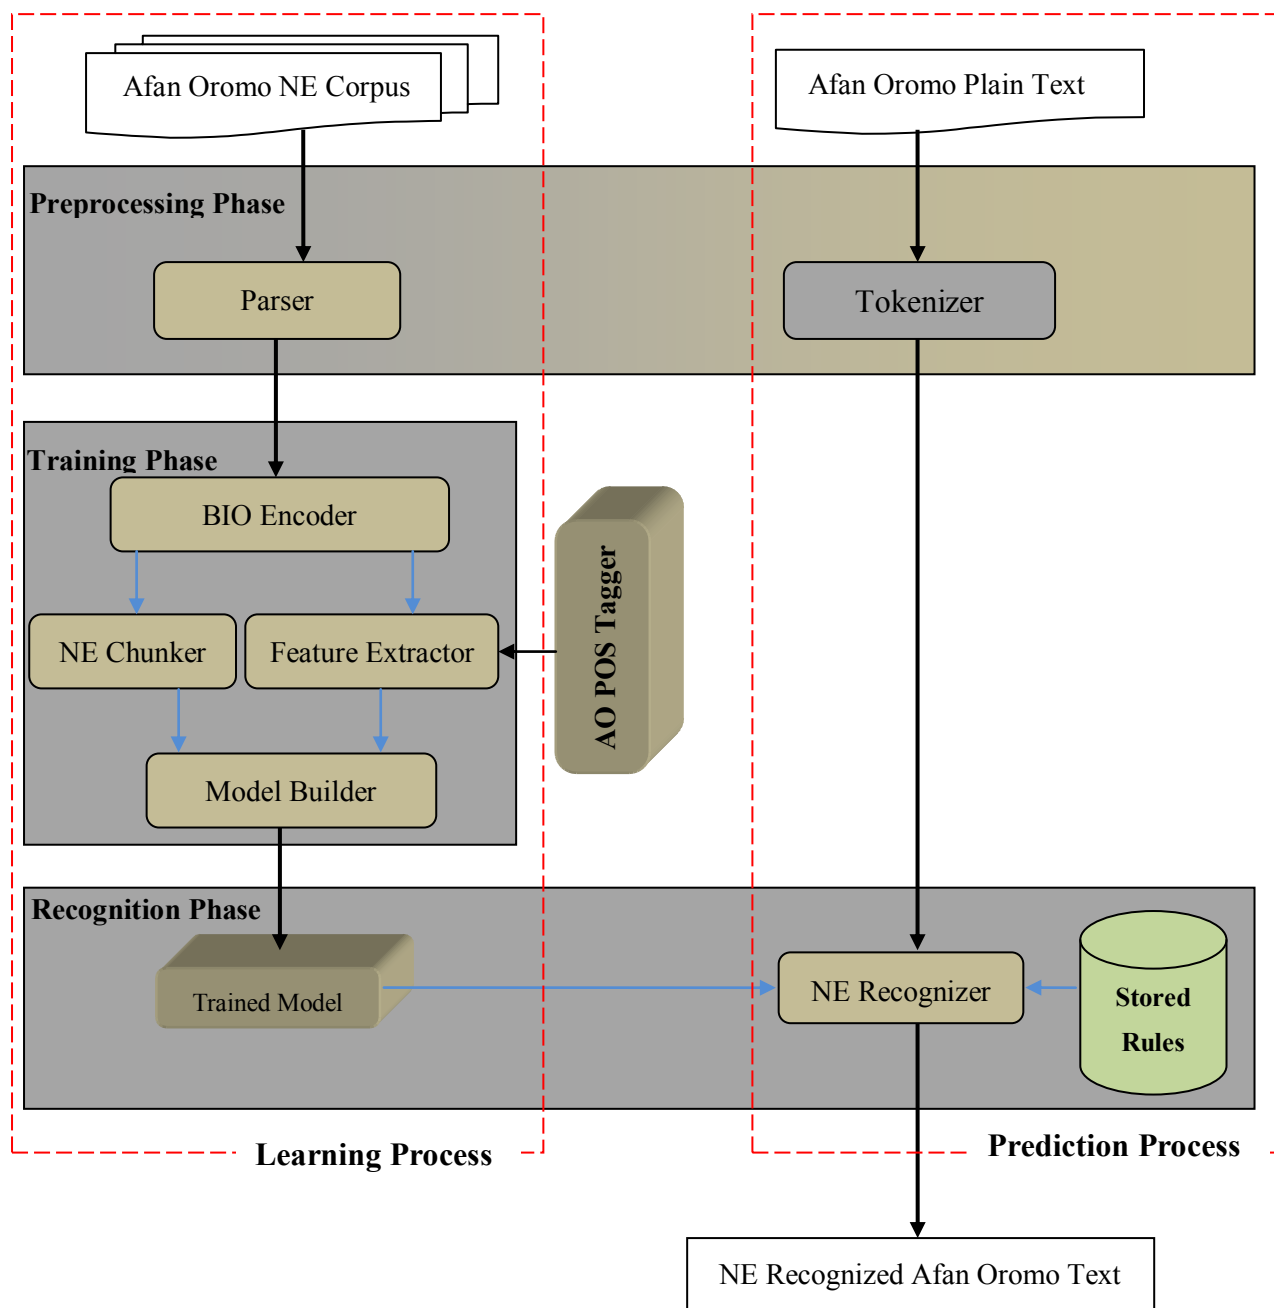 Afan Oromo NE Corpus
Afan Oromo Plain Text
Preprocessing Phase
Parser
Tokenizer
Training Phase
BIO Encoder
NE Chunker
Feature Extractor
AO POS Tagger
Model Builder
Recognition Phase
Trained Model
NE Recognizer
Stored
Rules
Learning Process
Prediction Process
NE Recognized Afan Oromo Text